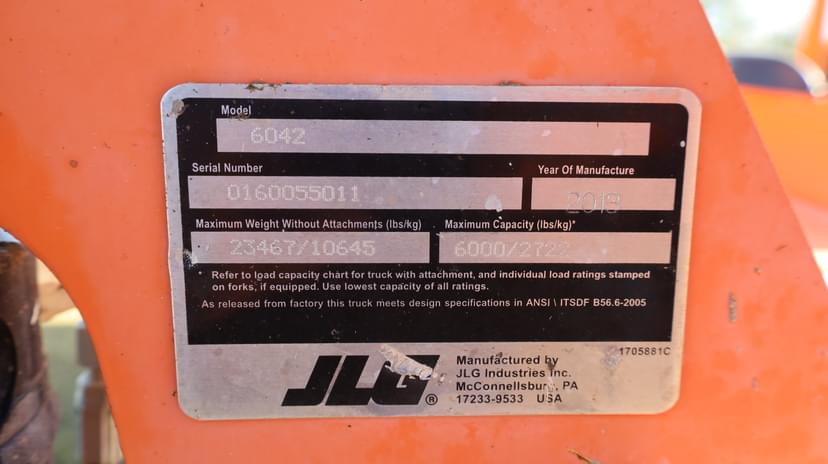 Model
6042
Serial Number
Year Of Manufacture
0160055011
2019
Maximum Weight Without Attachments (lbs/kg)
Maximum Capacity (lbs/kg)*
23467/10645
6000/2722
* Refer to load capacity chart for truck with attachment, and individual load ratings stamped
on forks, if equipped. Use lowest capacity of all ratings.
As released from factory this truck meets design specifications in ANSI \ ITSDF B56.6-2005
1705881C
JLG®
Manufactured by
JLG Industries Inc.
McConnellsburg, PA
17233-9533 USA